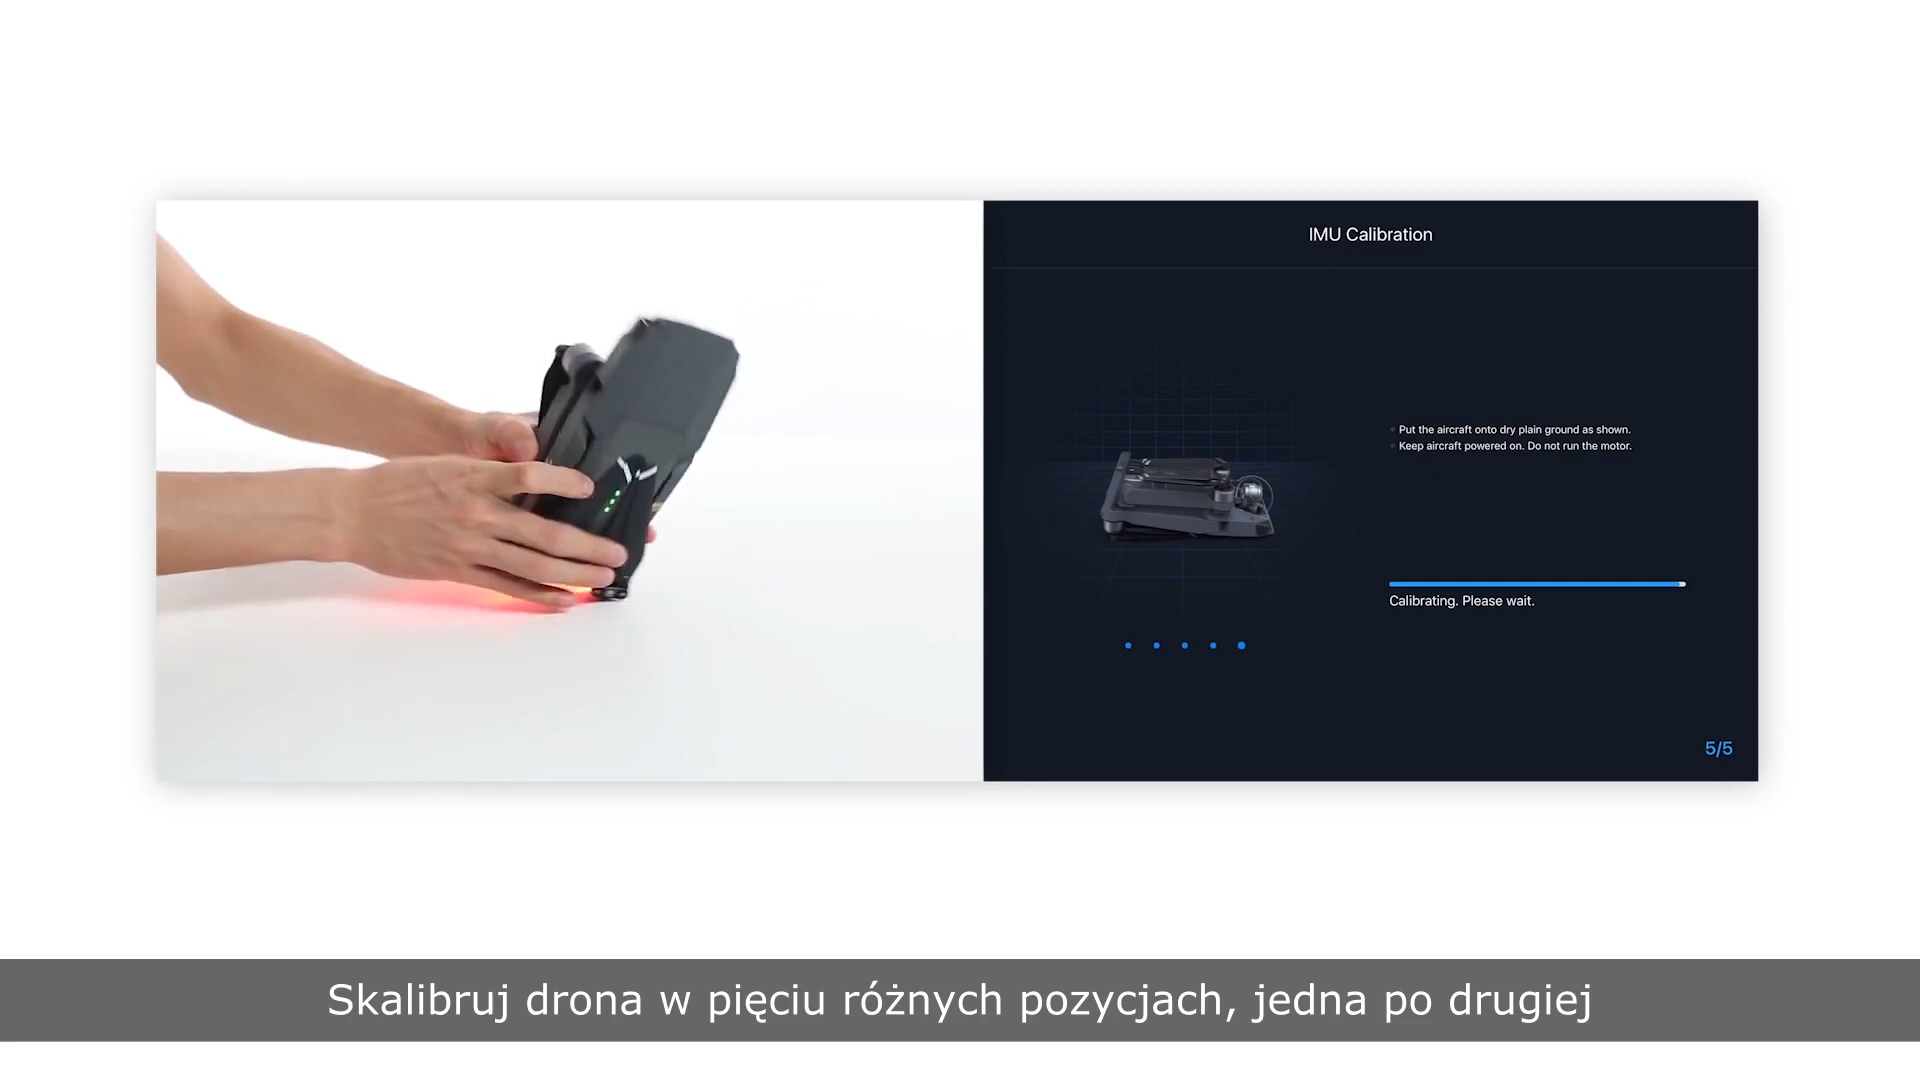 IMU Calibration
Put the aircraft onto dry plain ground as shown.
Keep aircraft powered on. Do not run the motor.
Calibrating. Please wait.
5/5
Skalibruj drona w pięciu różnych pozycjach, jedna po drugiej